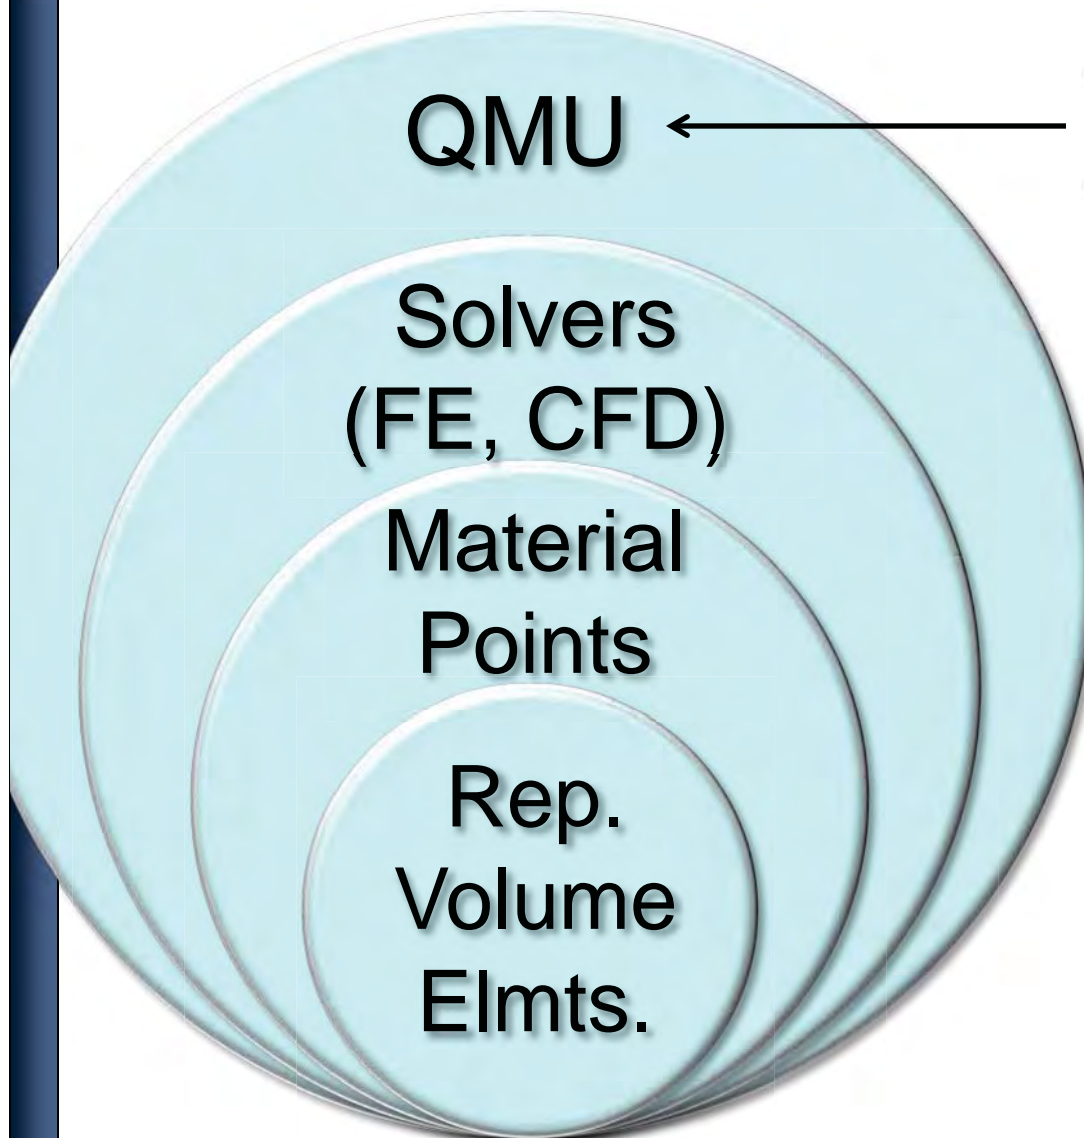 QMU
Solvers
(FE, CFD)
Material
Points
Rep.
Volume
Elmts.